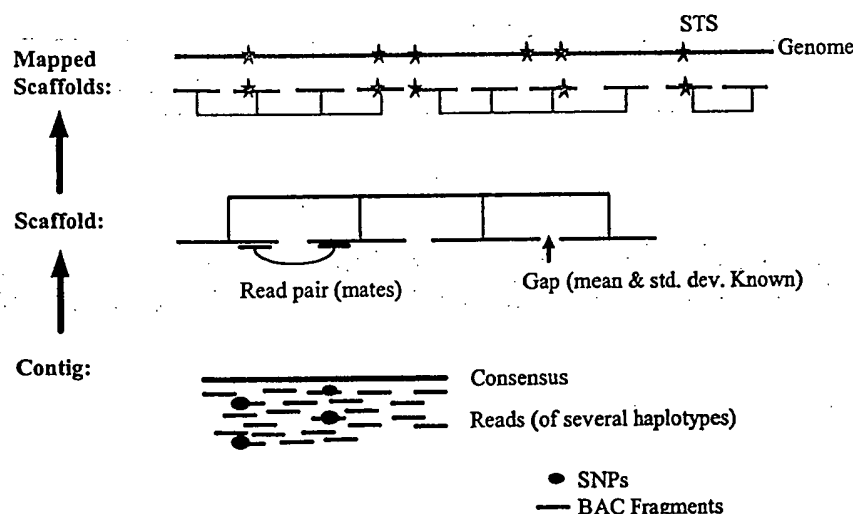 STS
Genome
Mapped
Scaffolds:
Scaffold:
Read pair (mates)
Gap (mean & std. dev. Known)
Contig:
Consensus
Reads (of several haplotypes)
SNPs
BAC Fragments